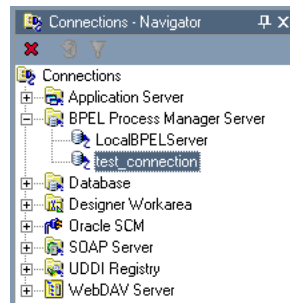 Connections - Navigator
Connections
Application Server
BPEL Process Manager Server
LocalBPELServer
test_connection
Database
Designer Workarea
Oracle SCM
SOAP Server
UDDI Registry
WebDAV Server